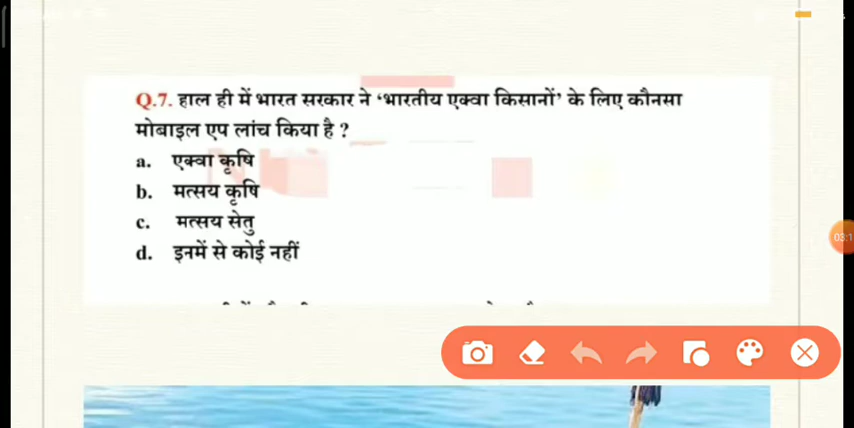 Q.7. हाल ही में भारत सरकार ने ‘भारतीय एक्वा किसानों’ के लिए कौनसा
मोबाइल एप लांच किया है ?
a. एक्वा कृषि
b. मत्सय कृषि
c. मत्सय सेतु
d. इनमें से कोई नहीं